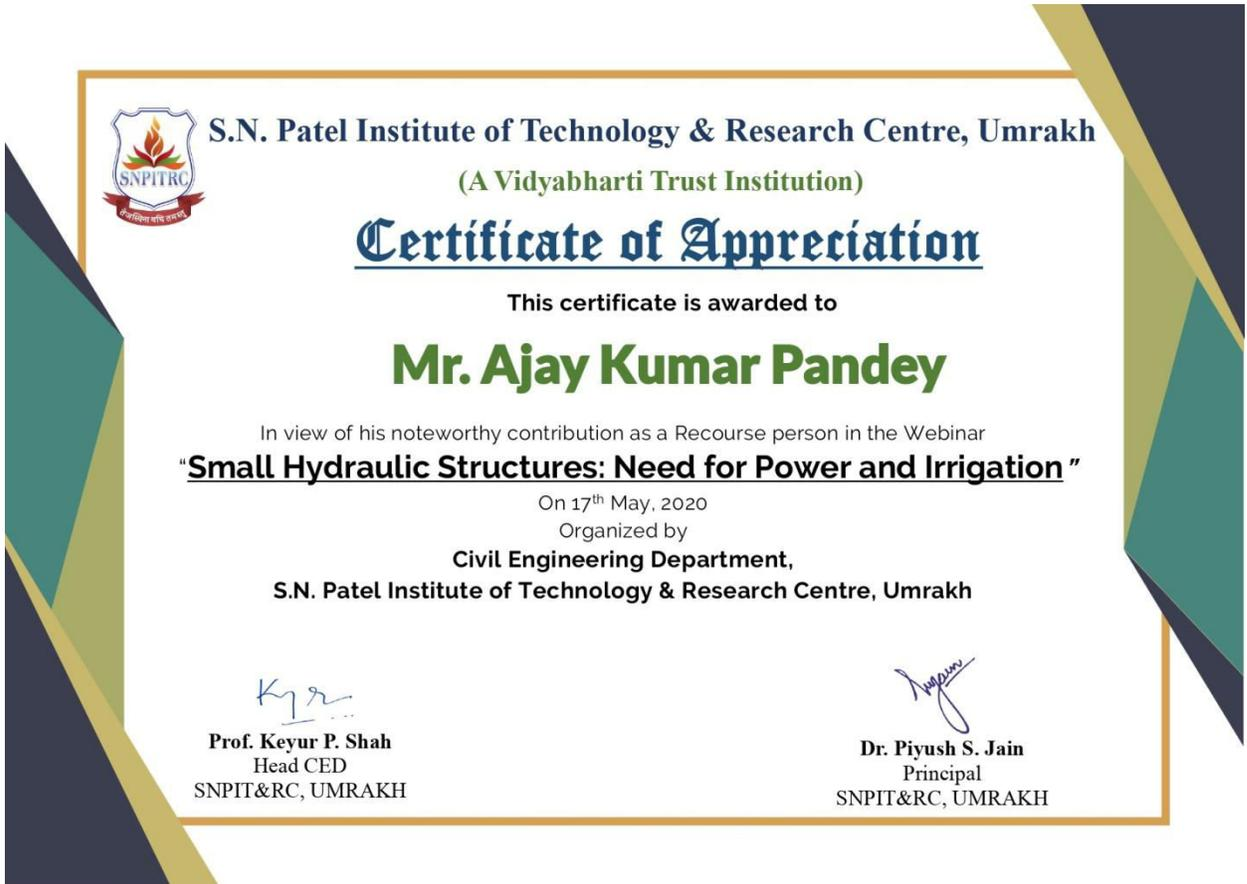 S.N. Patel Institute of Technology & Research Centre, Umrakh
SNPITRC
(A Vidyabharti Trust Institution)
Certificate of Appreciation
This certificate is awarded to
Mr. Ajay Kumar Pandey
In view of his noteworthy contribution as a Recourse person in the Webinar
“Small Hydraulic Structures: Need for Power and Irrigation”
On 17th May, 2020
Organized by
Civil Engineering Department,
S.N. Patel Institute of Technology & Research Centre, Umrakh
Prof. Keyur P. Shah
Head CED
SNPIT&RC, UMRAKH
Dr. Piyush S. Jain
Principal
SNPIT&RC, UMRAKH